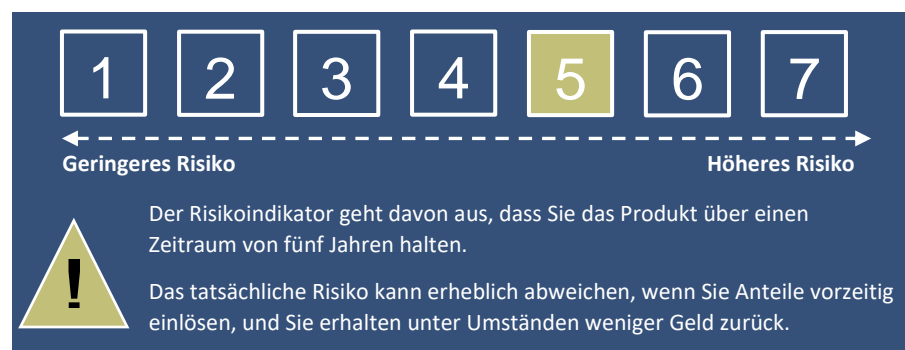 1 2 3 4 5 6 7
Geringeres Risiko Höheres Risiko
Der Risikoindikator geht davon aus, dass Sie das Produkt über einen
Zeitraum von fünf Jahren halten.
!
Das tatsächliche Risiko kann erheblich abweichen, wenn Sie Anteile vorzeitig
einlösen, und Sie erhalten unter Umständen weniger Geld zurück.